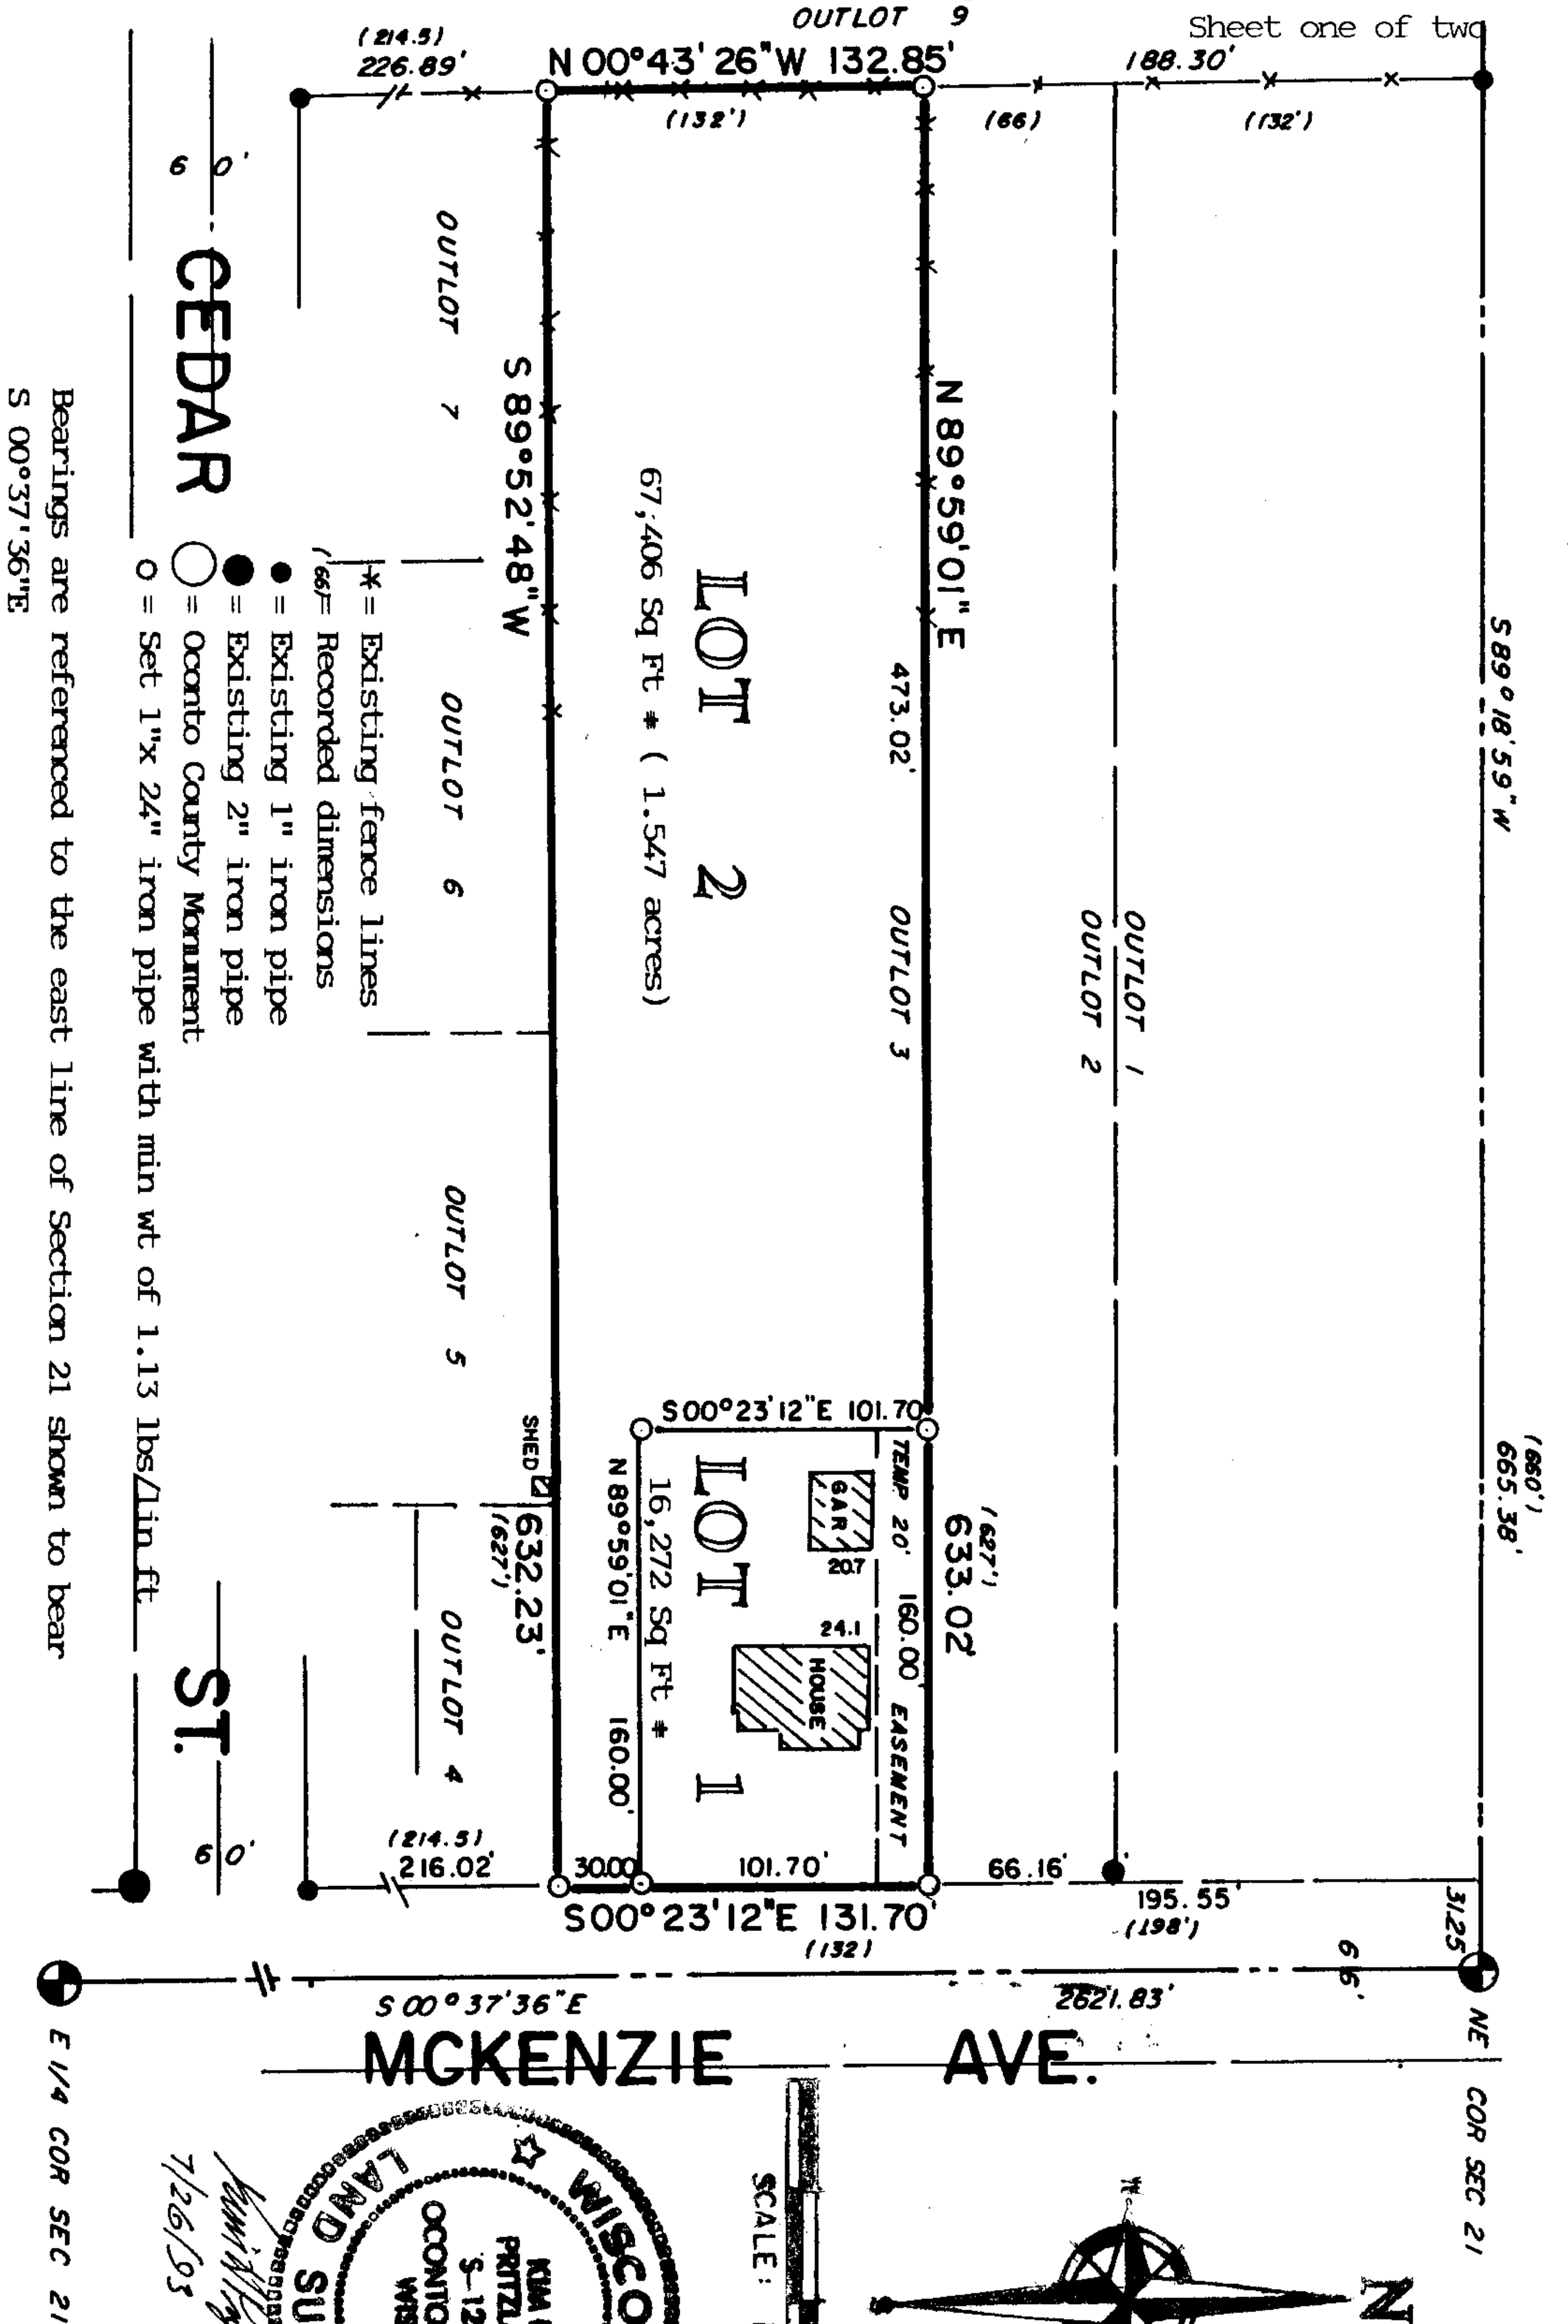 Sheet one of two
OUTLOT 9
(214.5)
226.89'
N 00°43'26"W 132.85'
188.30'
(132')
(66)
(132')
S 89°18'59"W
(660')
665.38'
OUTLOT 1
OUTLOT 2
N 89°59'01"E
633.02'
(627')
473.02'
OUTLOT 3
TEMP. 20'
160.00
EASEMENT
LOT 2
67,406 Sq Ft # ( 1.547 acres)
S00°23'12"E 101.70'
GAR
20.7
24.1
HOUSE
LOT 1
16,272 Sq Ft #
N 89°59'01"E 160.00'
S 89°52'48"W
632.23'
(627')
SHED
OUTLOT 7
OUTLOT 6
OUTLOT 5
OUTLOT 4
(214.5)
216.02'
30.00
101.70'
66.16'
195.55'
(198')
31.25
S00°23'12"E 131.70'
(132)
66'
S 00°37'36"E
2621.83'
MCKENZIE AVE.
NE COR SEC 21
E 1/4 COR SEC 21
60'
CEDAR ST.
60'
* = Existing fence lines
(66)= Recorded dimensions
● = Existing 1" iron pipe
● = Existing 2" iron pipe
○ = Oconto County Monument
o = Set 1"x 24" iron pipe with min wt of 1.13 lbs/lin ft
Bearings are referenced to the east line of Section 21 shown to bear
S 00°37'36"E
N
SCALE:
WISCO
LAND SU
KIM
PRITZL
S-12
OCONTO
WIS
7/26/93